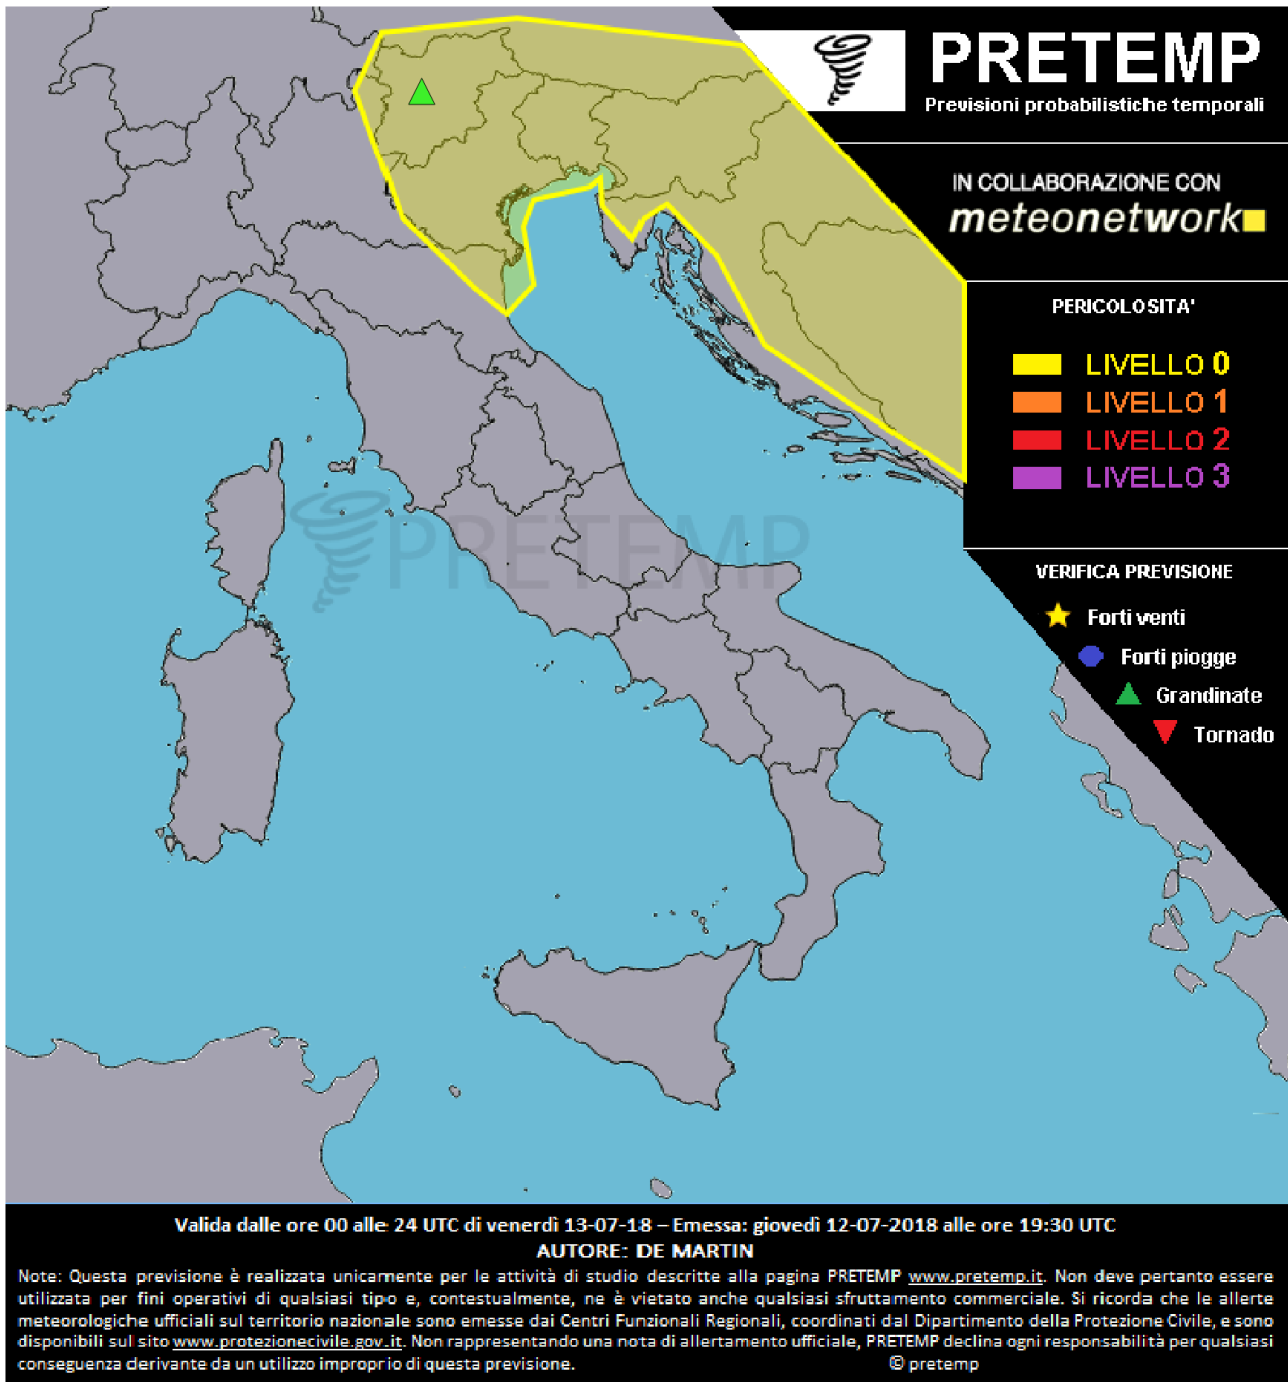 PRETEMP
Previsioni probabilistiche temporali
IN COLLABORAZIONE CON
meteonetwork
PERICOLOSITA'
LIVELLO 0
LIVELLO 1
LIVELLO 2
LIVELLO 3
VERIFICA PREVISIONE
Forti venti
Forti piogge
Grandinate
Tornado
PRETEMP
Valida dalle ore 00 alle 24 UTC di venerdì 13-07-18 – Emessa: giovedì 12-07-2018 alle ore 19:30 UTC
AUTORE: DE MARTIN
Note: Questa previsione è realizzata unicamente per le attività di studio descritte alla pagina PRETEMP www.pretemp.it. Non deve pertanto essere
utilizzata per fini operativi di qualsiasi tipo e, contestualmente, ne è vietato anche qualsiasi sfruttamento commerciale. Si ricorda che le allerte
meteorologiche ufficiali sul territorio nazionale sono emesse dai Centri Funzionali Regionali, coordinati dal Dipartimento della Protezione Civile, e sono
disponibili sul sito www.protezionecivile.gov.it. Non rappresentando una nota di allertamento ufficiale, PRETEMP declina ogni responsabilità per qualsiasi
conseguenza derivante da un utilizzo improprio di questa previsione. © pretemp